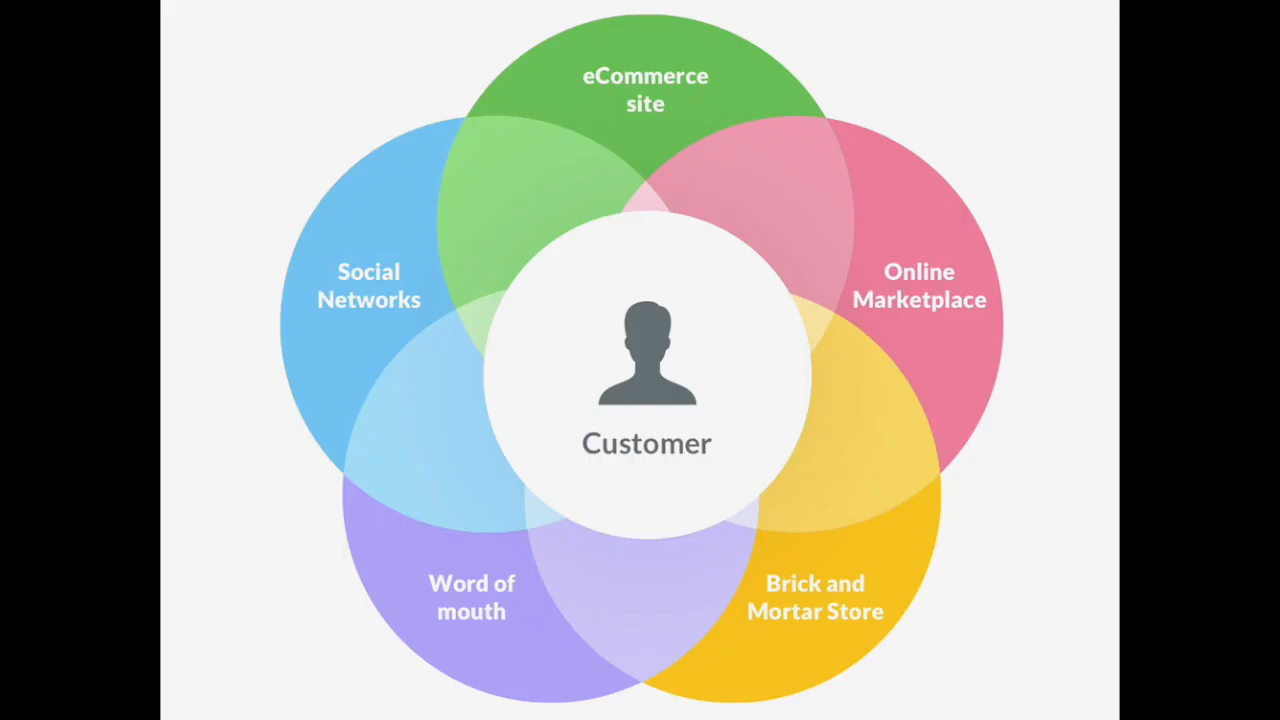 eCommerce
site
Social
Networks
Online
Marketplace
Customer
Word of
mouth
Brick and
Mortar Store